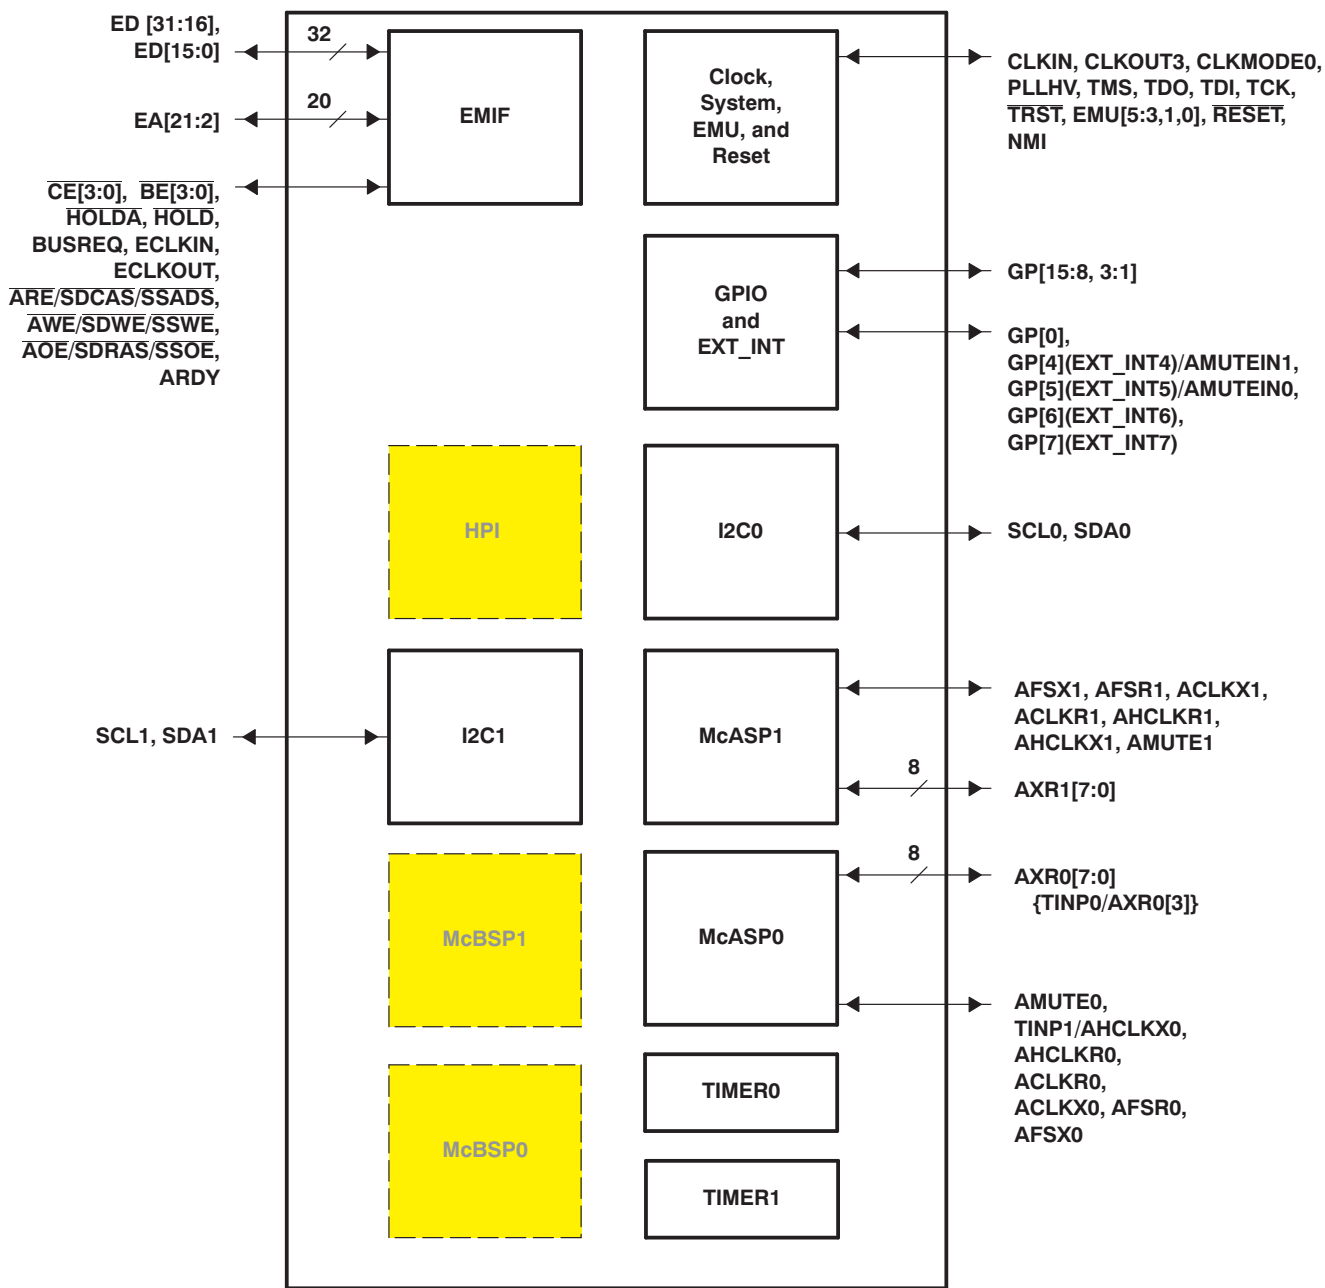 ED [31:16],
ED[15:0]
32
EA[21:2]
20
CE[3:0], BE[3:0],
HOLDA, HOLD,
BUSREQ, ECLKIN,
ECLKOUT,
ARE/SDCAS/SSADS,
AWE/SDWE/SSWE,
AOE/SDRAS/SSOE,
ARDY
EMIF
Clock,
System,
EMU, and
Reset
CLKIN, CLKOUT3, CLKMODE0,
PLLHV, TMS, TDO, TDI, TCK,
TRST, EMU[5:3,1,0], RESET,
NMI
GPIO
and
EXT_INT
GP[15:8, 3:1]
GP[0],
GP[4](EXT_INT4)/AMUTEIN1,
GP[5](EXT_INT5)/AMUTEIN0,
GP[6](EXT_INT6),
GP[7](EXT_INT7)
HPI
I2C0
SCL0, SDA0
SCL1, SDA1
I2C1
McASP1
AFSX1, AFSR1, ACLKX1,
ACLKR1, AHCLKR1,
AHCLKX1, AMUTE1
8
AXR1[7:0]
McBSP1
McASP0
8
AXR0[7:0]
{TINP0/AXR0[3]}
AMUTE0,
TINP1/AHCLKX0,
AHCLKR0,
ACLKR0,
ACLKX0, AFSR0,
AFSX0
McBSP0
TIMER0
TIMER1